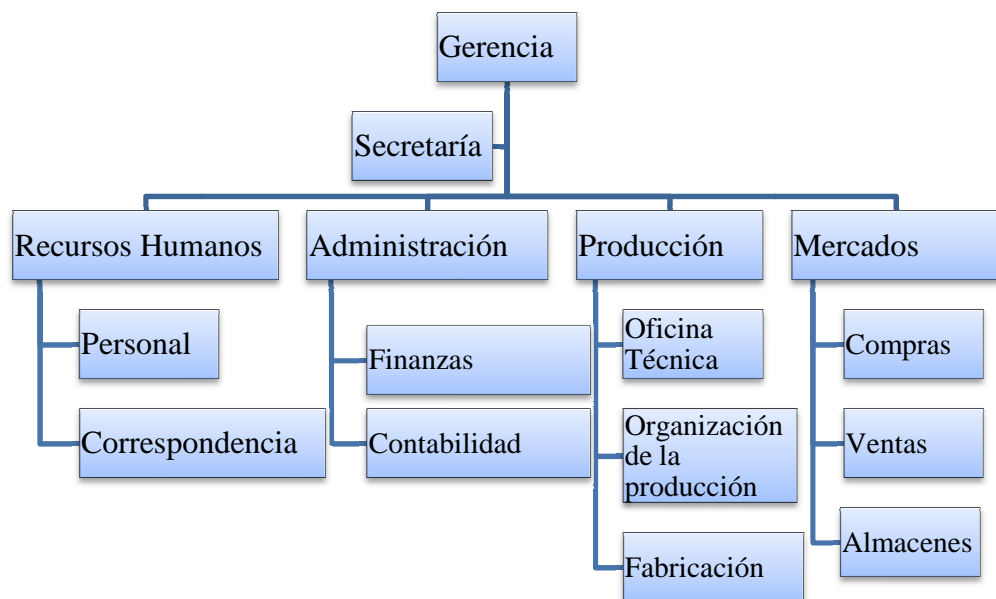 Gerencia
Secretaría
Recursos Humanos
Administración
Producción
Mercados
Personal
Correspondencia
Finanzas
Contabilidad
Oficina
Técnica
Organización
de la
producción
Fabricación
Compras
Ventas
Almacenes